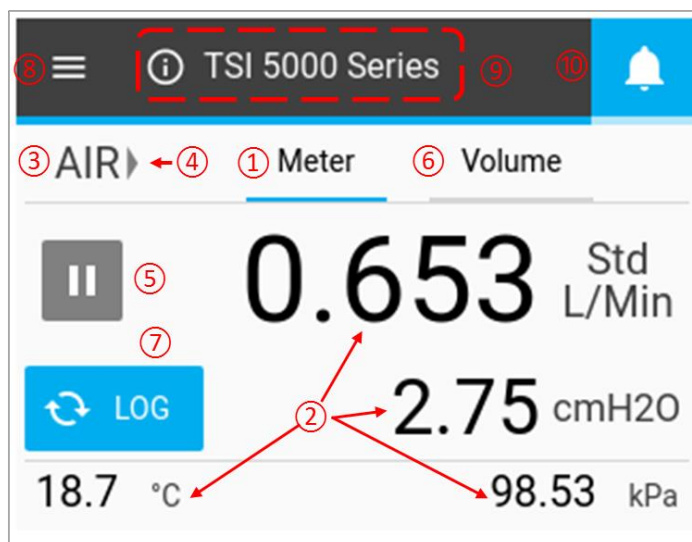 ⑧ TSI 5000 Series ⑨ ⑩
③ AIR ④ ① Meter ⑥ Volume
⑤ 0.653 Std L/Min
⑦
LOG ② 2.75 cmH2O
18.7 °C 98.53 kPa